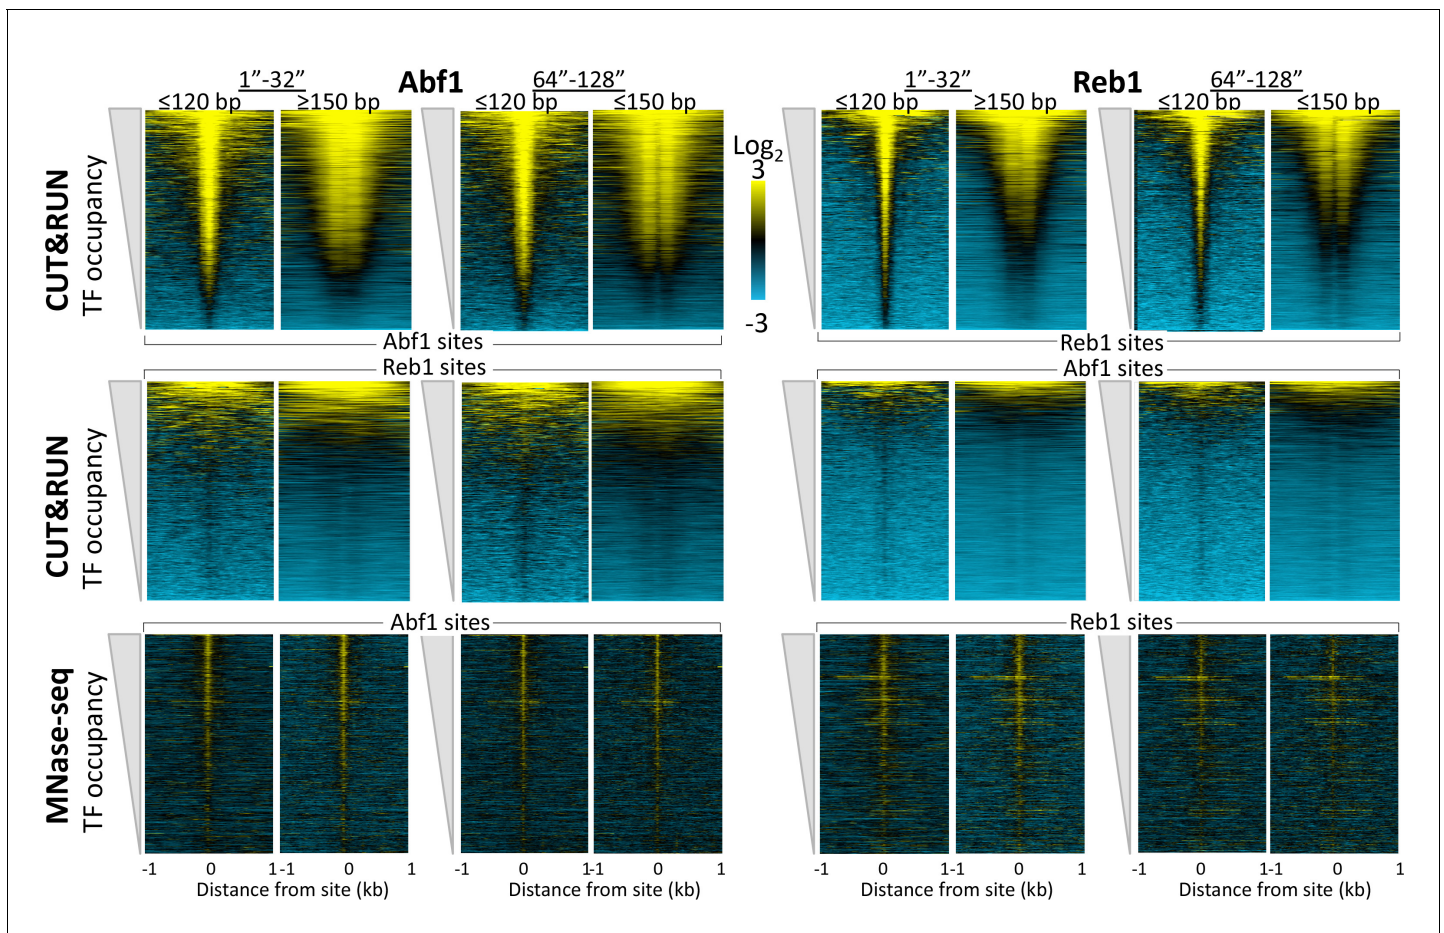 1”-32” Abf1 64”-128” 1”-32” Reb1 64”-128”
≤120 bp ≥150 bp ≤120 bp ≤150 bp ≤120 bp ≥150 bp ≤120 bp ≤150 bp
CUT&RUN
TF occupancy
Log2
3
-3
Abf1 sites Reb1 sites
Reb1 sites Abf1 sites
CUT&RUN
TF occupancy
Abf1 sites Reb1 sites
MNase-seq
TF occupancy
-1 0 1-1 0 1 -1 0 1-1 0 1 -1 0 1-1 0 1 -1 0 1-1 0 1
Distance from site (kb) Distance from site (kb) Distance from site (kb) Distance from site (kb)